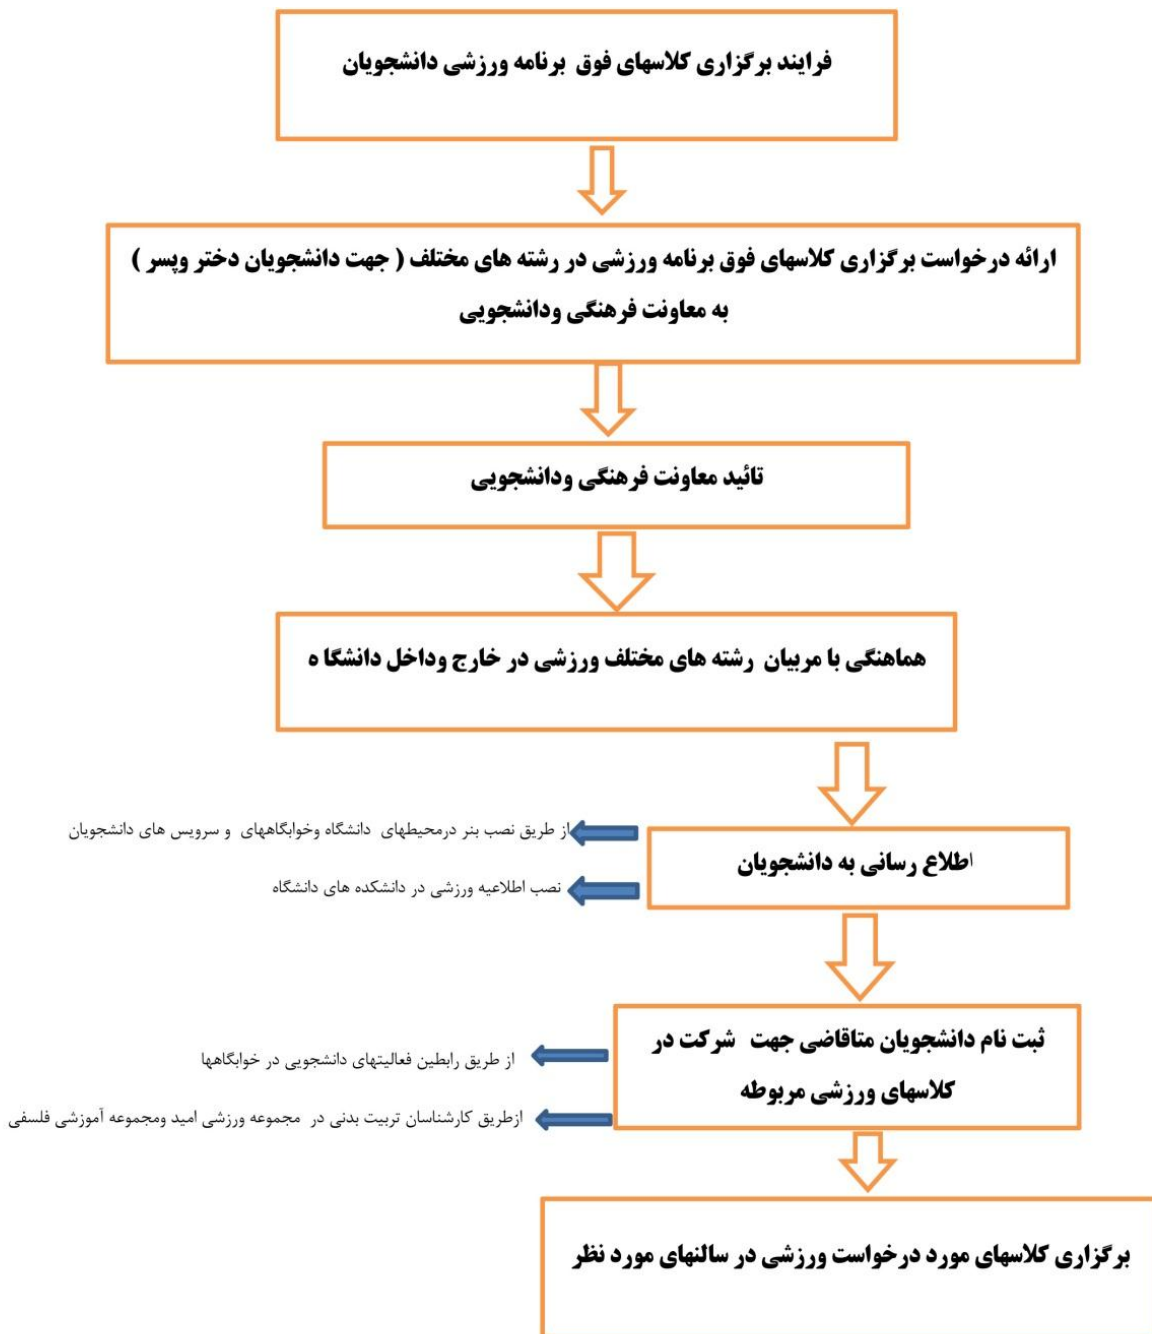 فرایند برگزاری کلاسهای فوق برنامه ورزشی دانشجویان
ارائه درخواست برگزاری کلاسهای فوق برنامه ورزشی در رشته های مختلف ( جهت دانشجویان دختر وپسر )
به معاونت فرهنگی ودانشجویی
تائید معاونت فرهنگی ودانشجویی
هماهنگی با مربیان رشته های مختلف ورزشی در خارج وداخل دانشگا ه
اطلاع رسانی به دانشجویان
از طریق نصب بنر درمحیطهای دانشگاه وخوابگاههای و سرویس های دانشجویان
نصب اطلاعیه ورزشی در دانشکده های دانشگاه
ثبت نام دانشجویان متاقاضی جهت شرکت در
کلاسهای ورزشی مربوطه
از طریق رابطین فعالیتهای دانشجویی در خوابگاهها
ازطریق کارشناسان تربیت بدنی در مجموعه ورزشی امید ومجموعه آموزشی فلسفی
برگزاری کلاسهای مورد درخواست ورزشی در سالنهای مورد نظر